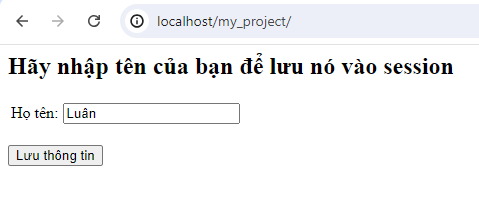 localhost/my_project/
Hãy nhập tên của bạn để lưu nó vào session
Họ tên: Luân
Lưu thông tin